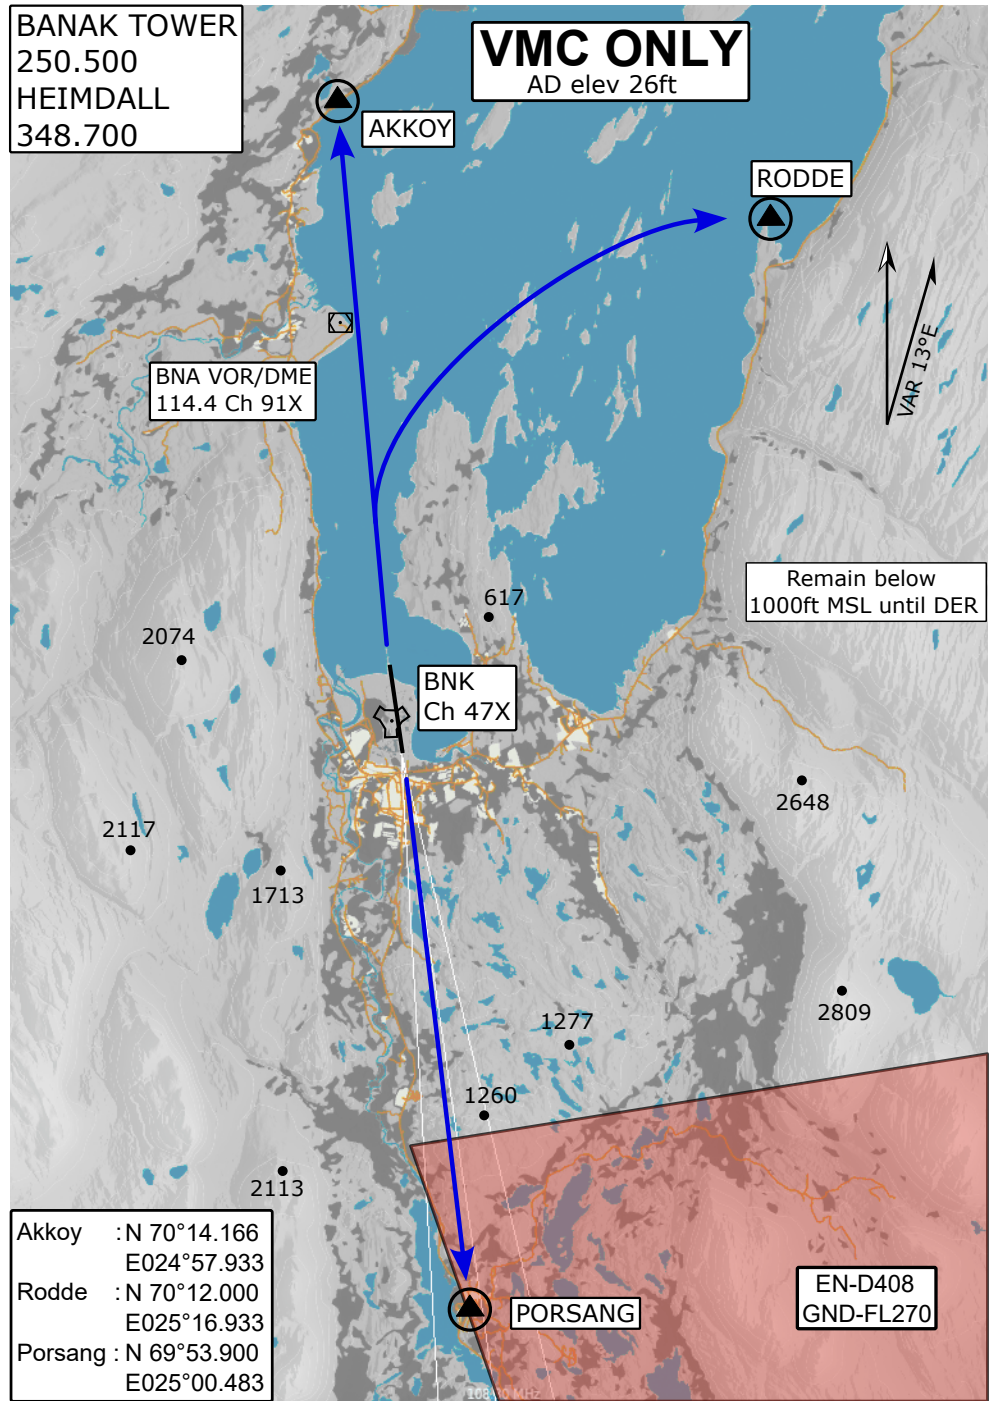 BANAK TOWER
250.500
HEIMDALL
348.700
VMC ONLY
AD elev 26ft
AKKOY
RODDE
VAR 13°E
BNA VOR/DME
114.4 Ch 91X
Remain below
1000ft MSL until DER
617
2074
BNK
Ch 47X
2648
2117
1713
2809
1277
1260
2113
Akkoy : N 70°14.166
E024°57.933
Rodde : N 70°12.000
E025°16.933
Porsang : N 69°53.900
E025°00.483
PORSANG
EN-D408
GND-FL270